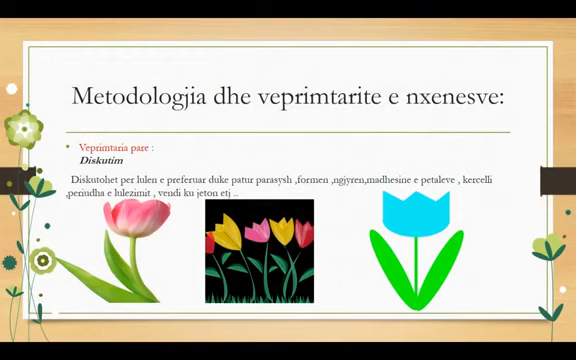 Metodologjia dhe veprimtarite e nxenesve:
Veprimtaria pare :
Diskutim
Diskutohet per lulen e preferuar duke patur parasysh ,formen ,ngjyren,madhesine e petaleve , kercelli
,periudha e lulezimit , vendi ku jeton etj ..